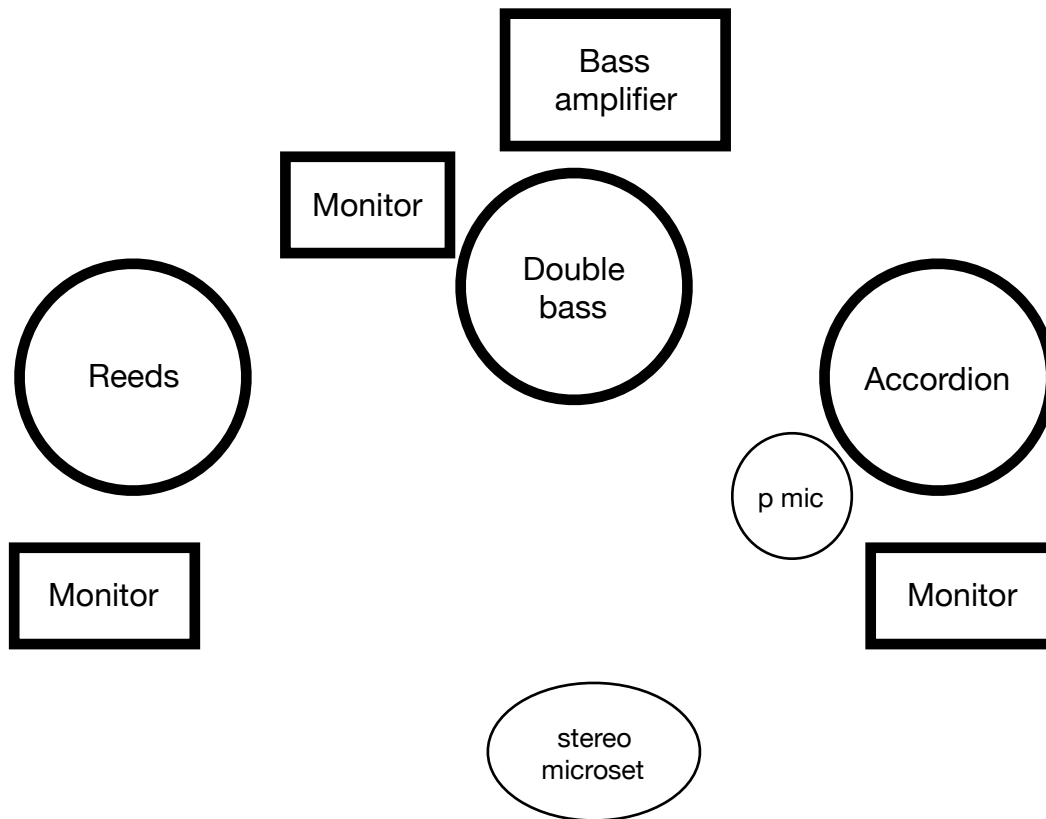 Bass
amplifier
Monitor
Double
bass
Reeds
Accordion
p mic
Monitor
Monitor
stereo
microset